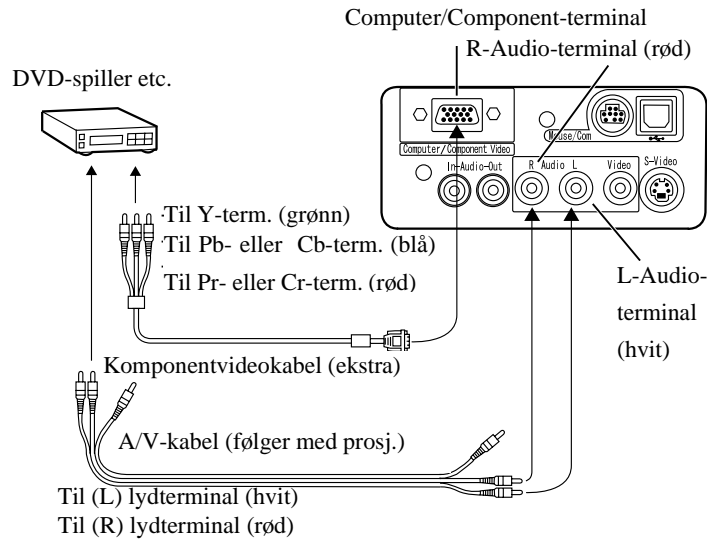 Computer/Component-terminal
R-Audio-terminal (rød)
DVD-spiller etc.
Mouse/Com
Computer/Component Video
In-Audio-Out
R Audio L
Video
S-Video
Til Y-term. (grønn)
Til Pb- eller Cb-term. (blå)
Til Pr- eller Cr-term. (rød)
L-Audio-
terminal
(hvit)
Komponentvideokabel (ekstra)
A/V-kabel (følger med prosj.)
Til (L) lydterminal (hvit)
Til (R) lydterminal (rød)